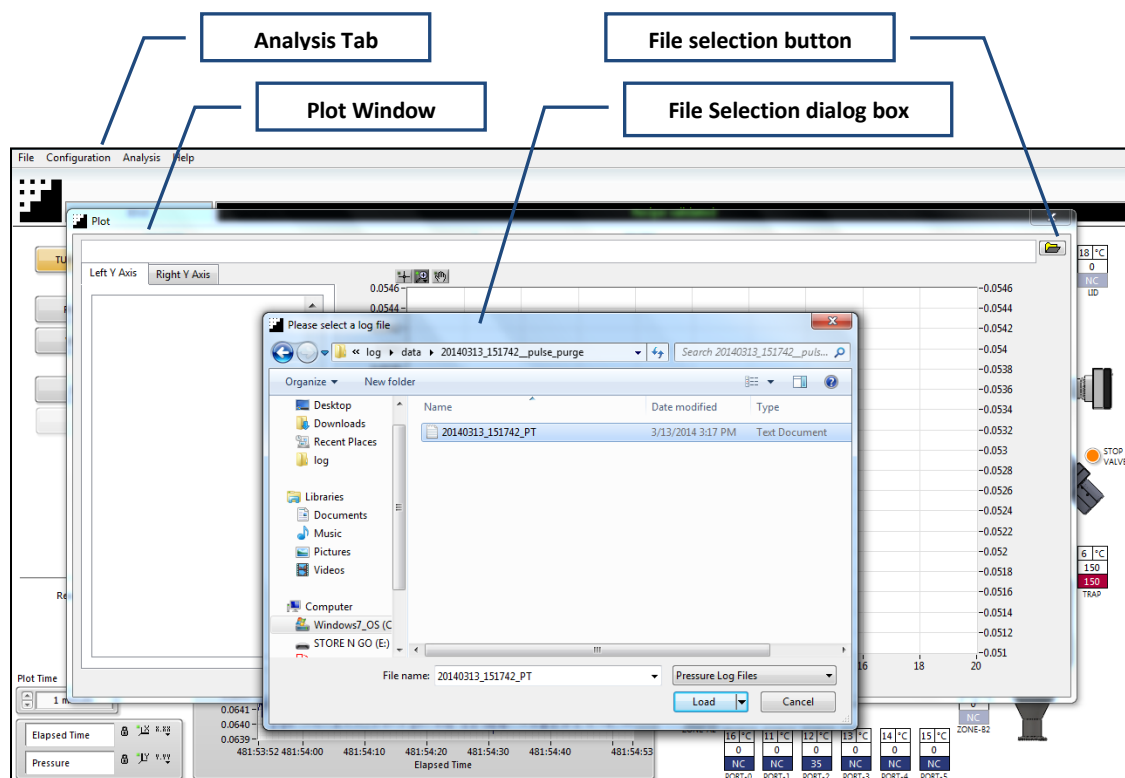 Analysis Tab
File selection button
Plot Window
File Selection dialog box
File Configuration Analysis Help
Plot
TU
Left Y Axis Right Y Axis
0.0546
0.0544
-0.0546
-0.0544
-0.0542
-0.054
-0.0538
-0.0536
-0.0534
-0.0532
-0.053
-0.0528
-0.0526
-0.0524
-0.0522
-0.052
-0.0518
-0.0516
-0.0514
-0.0512
-0.051
16 18 20
18 °C
0
NC
LID
STOP
VALVE
6 °C
150
150
TRAP
Please select a log file
« log ▸ data ▸ 20140313_151742__pulse_purge
Search 20140313_151742__puls...
Organize New folder
Name Date modified Type
20140313_151742_PT 3/13/2014 3:17 PM Text Document
Desktop
Downloads
Recent Places
log
Libraries
Documents
Music
Pictures
Videos
Computer
Windows7_OS (C
STORE N GO (E:)
File name: 20140313_151742_PT
Pressure Log Files
Load Cancel
Re
Plot Time
1 m
Elapsed Time
Pressure
0.0641
0.0640
0.0639
481:53:52 481:54:00 481:54:10 481:54:20 481:54:30 481:54:40 481:54:53
Elapsed Time
NC
ZONE-B2
16 °C 11 °C 12 °C 13 °C 14 °C 15 °C
0 0 0 0 0 0
NC NC 35 NC NC NC
PORT-0 PORT-1 PORT-2 PORT-3 PORT-4 PORT-5